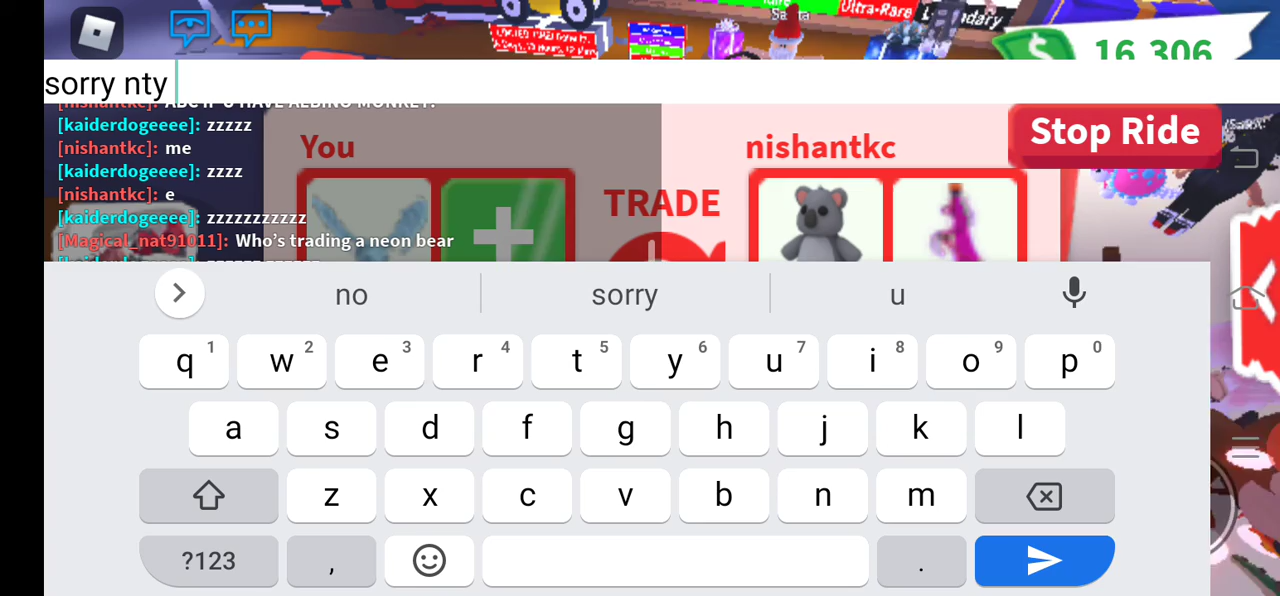 Ultra-Rare
16,306
sorry nty
[kaiderdogeeee]: zzzzz
[nishantkc]: me
[kaiderdogeeee]: zzzz
[nishantkc]: e
[kaiderdogeeee]: zzzzzzzzzzz
[Magical_nat91011]: Who's trading a neon bear
You
TRADE
nishantkc
Stop Ride
no sorry u
q 1 w 2 e 3 r 4 t 5 y 6 u 7 i 8 o 9 p 0
a s d f g h j k l
z x c v b n m
?123 , .